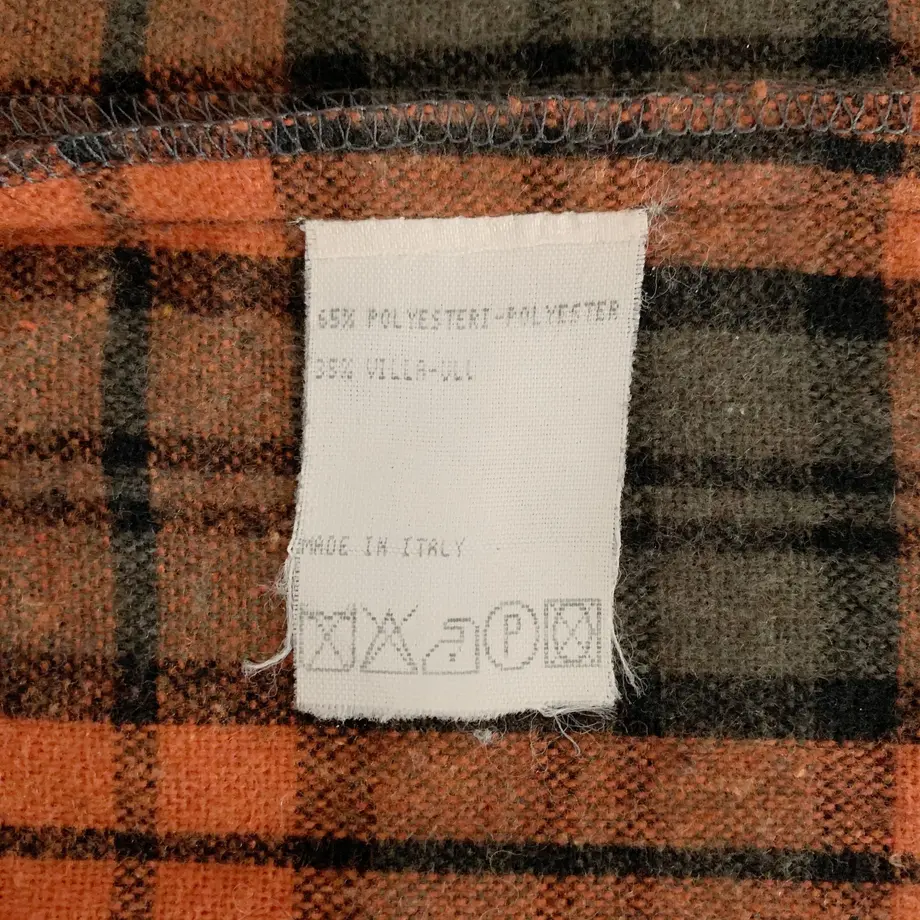 65% POLYESTERI-POLYESTER
35% VILLA-ULL
MADE IN ITALY
P